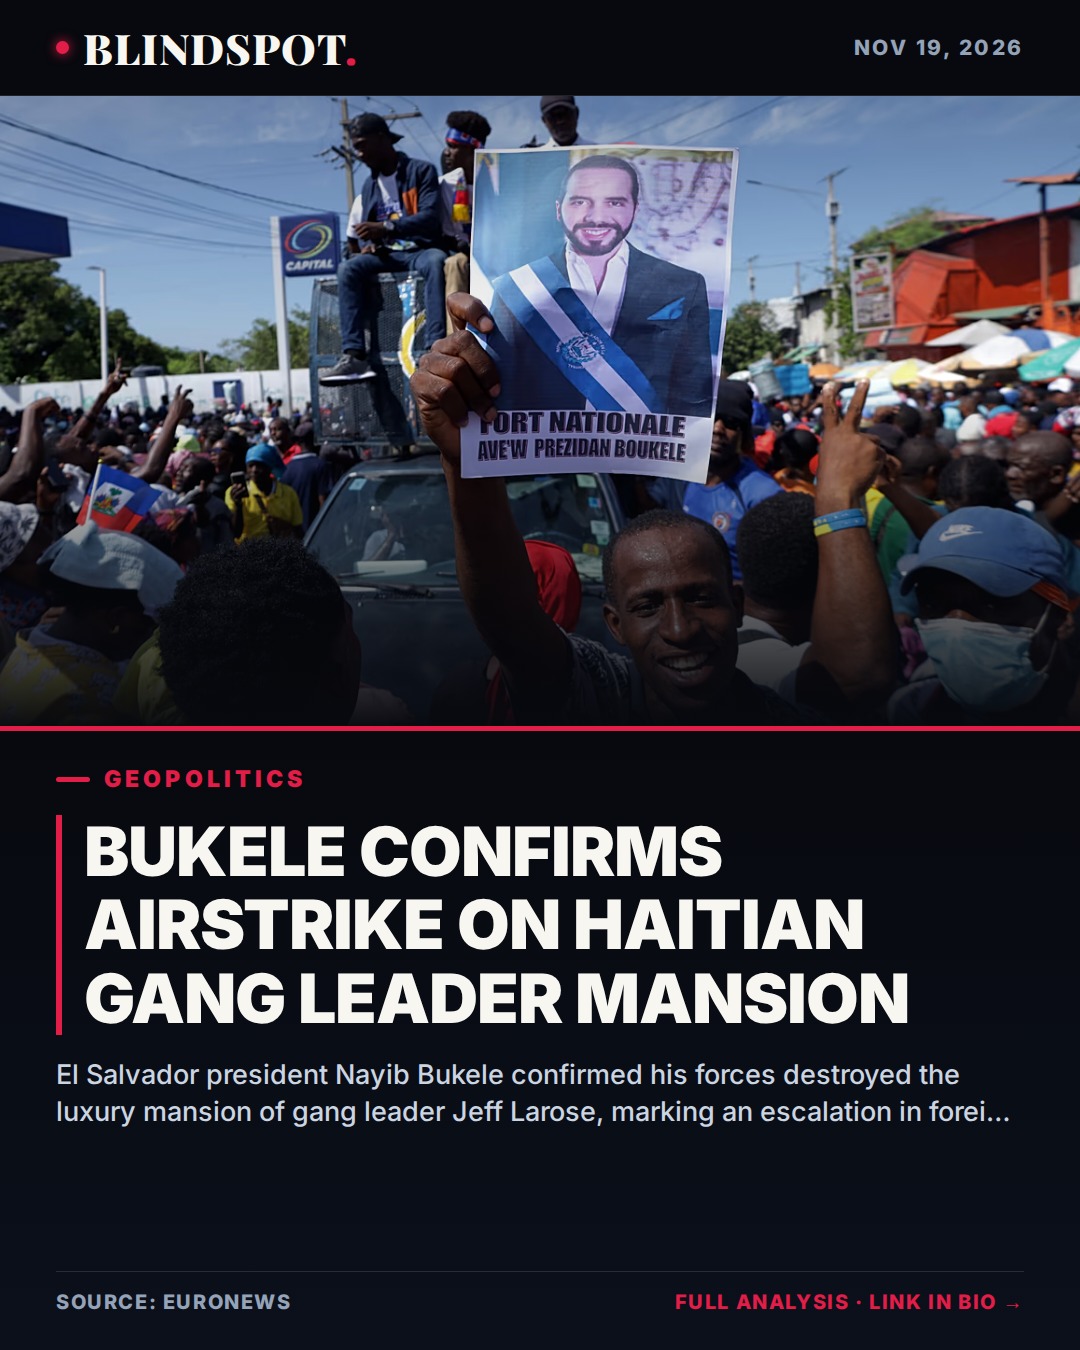 BLINDSPOT.
NOV 19, 2026
CAPITAL
FORT NATIONALE
AVE'W PREZIDAN BOUKELE
GEOPOLITICS
BUKELE CONFIRMS
AIRSTRIKE ON HAITIAN
GANG LEADER MANSION
El Salvador president Nayib Bukele confirmed his forces destroyed the
luxury mansion of gang leader Jeff Larose, marking an escalation in forei...
SOURCE: EURONEWS
FULL ANALYSIS · LINK IN BIO →